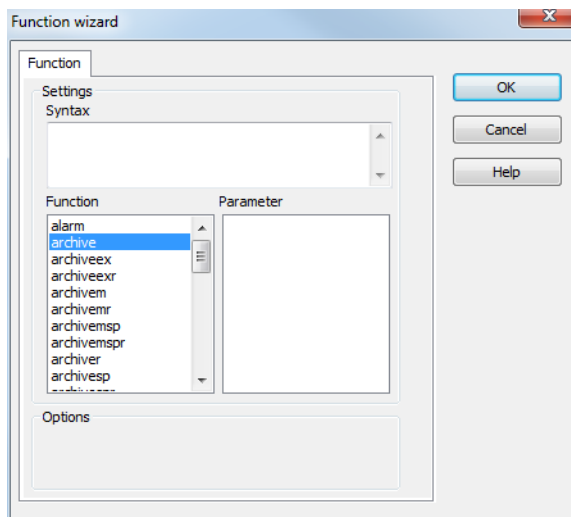 Function wizard
Function
Settings
Syntax
Function
Parameter
alarm
archive
archiveex
archiveexr
archivem
archivemr
archivemsp
archivemspr
archiver
archivesp
Options
OK
Cancel
Help